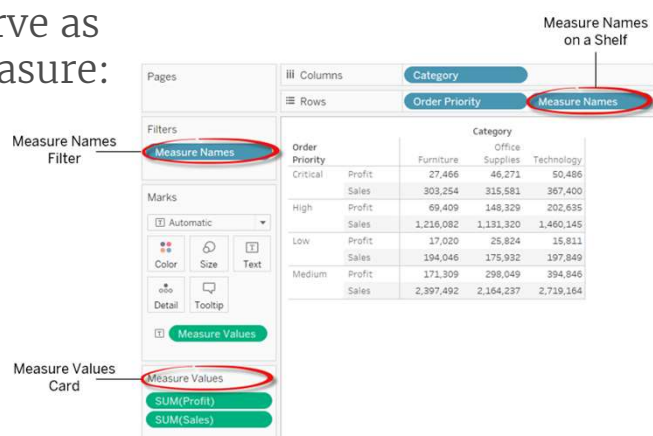 rve as
asure:
Measure Names
on a Shelf
Pages
Columns
Category
Rows
Order Priority
Measure Names
Measure Names
Filter
Filters
Measure Names
Category
Order
Priority
Furniture
Office
Supplies
Technology
Critical Profit 27,466 46,271 50,486
Sales 303,254 315,581 367,400
High Profit 69,409 148,329 202,635
Sales 1,216,082 1,131,320 1,460,145
Low Profit 17,020 25,824 15,811
Sales 194,046 175,932 197,849
Medium Profit 171,309 298,049 394,846
Sales 2,397,492 2,164,237 2,719,164
Marks
T Automatic
Color Size Text
T
Detail Tooltip
T Measure Values
Measure Values
Card
Measure Values
SUM(Profit)
SUM(Sales)